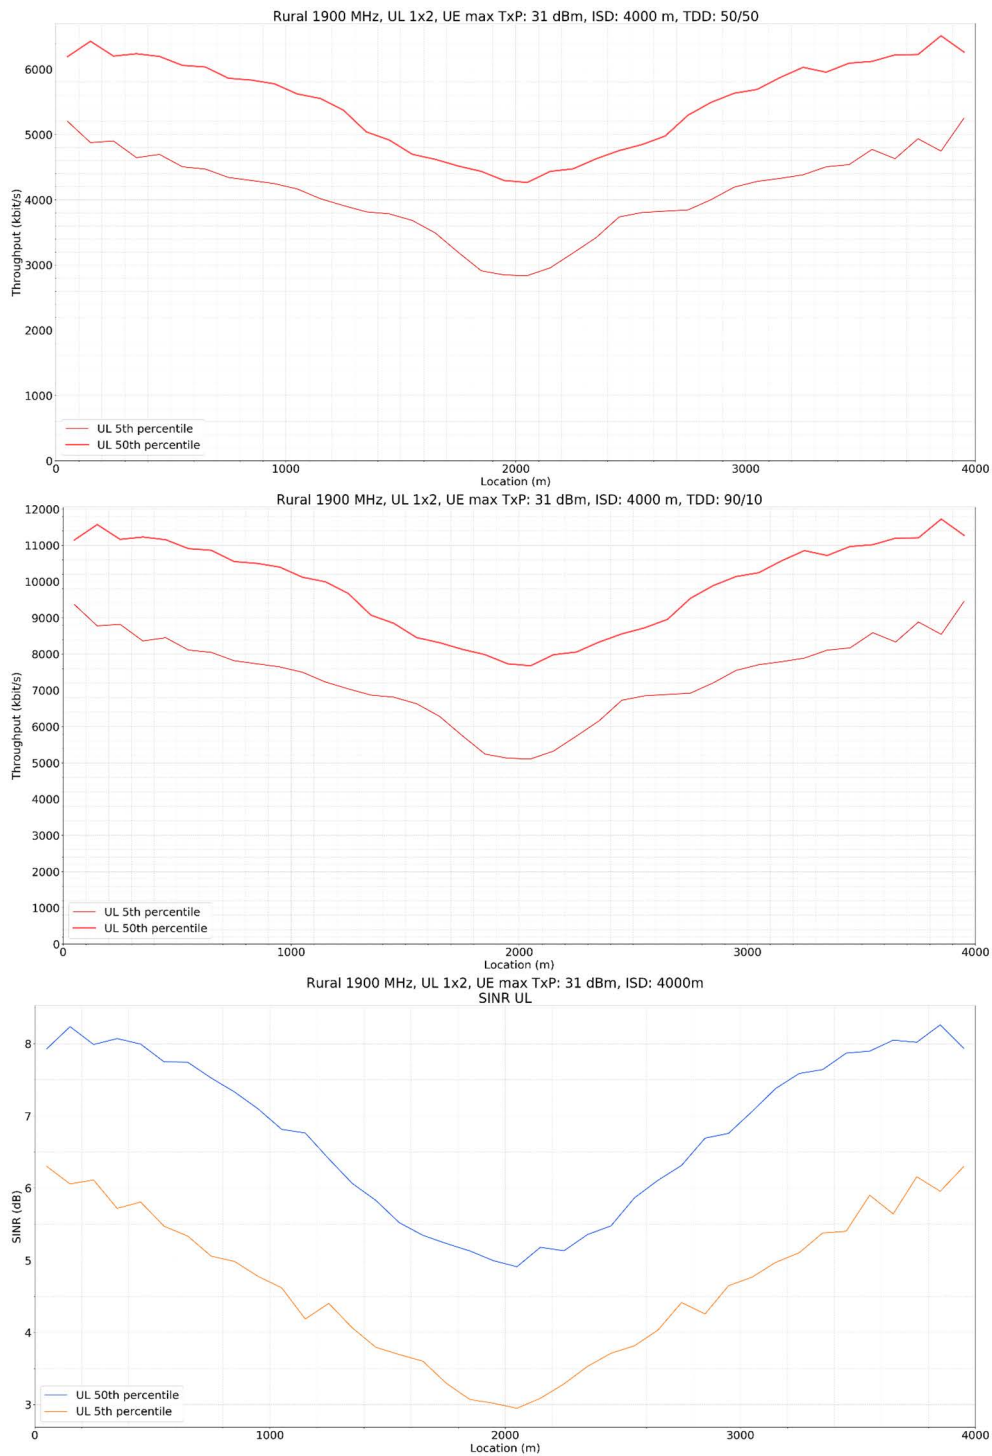 Rural 1900 MHz, UL 1x2, UE max TxP: 31 dBm, ISD: 4000 m, TDD: 50/50
6000
5000
4000
3000
2000
1000
0
Throughput (kbit/s)
UL 5th percentile
UL 50th percentile
0 1000 2000 3000 4000
Location (m)
Rural 1900 MHz, UL 1x2, UE max TxP: 31 dBm, ISD: 4000 m, TDD: 90/10
12000
11000
10000
9000
8000
7000
6000
5000
4000
3000
2000
1000
0
Throughput (kbit/s)
UL 5th percentile
UL 50th percentile
0 1000 2000 3000 4000
Location (m)
Rural 1900 MHz, UL 1x2, UE max TxP: 31 dBm, ISD: 4000m
SINR UL
8
7
6
5
4
3
SINR (dB)
UL 50th percentile
UL 5th percentile
0 1000 2000 3000 4000
Location (m)